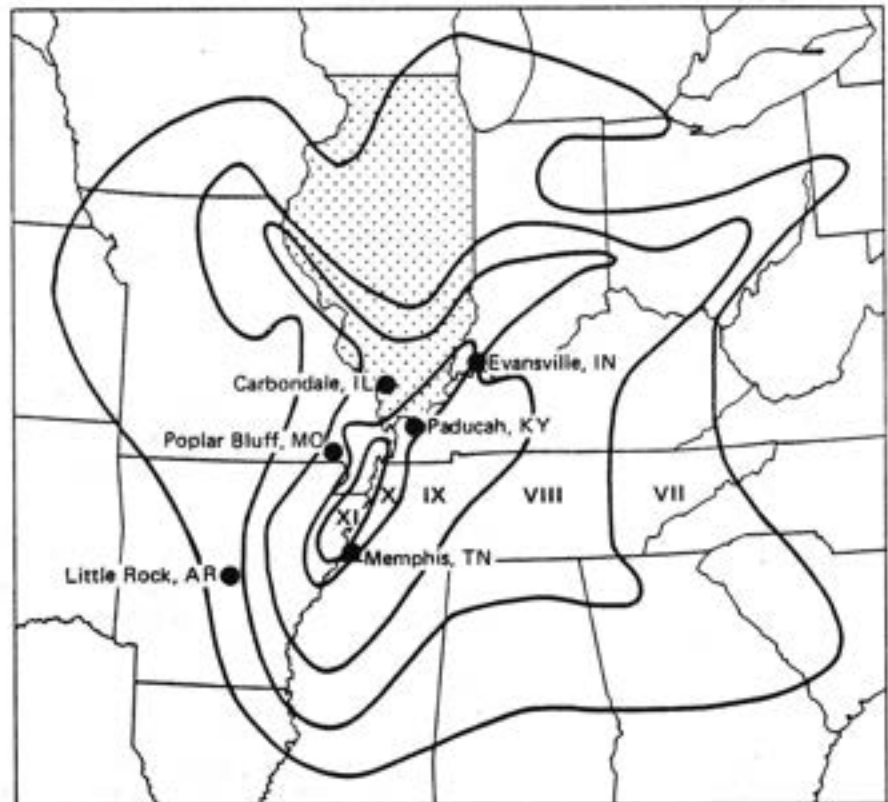 Evansville, IN
Carbondale, IL
Paducah, KY
Poplar Bluff, MO
X
IX
VIII
VII
XI
Memphis, TN
Little Rock, AR